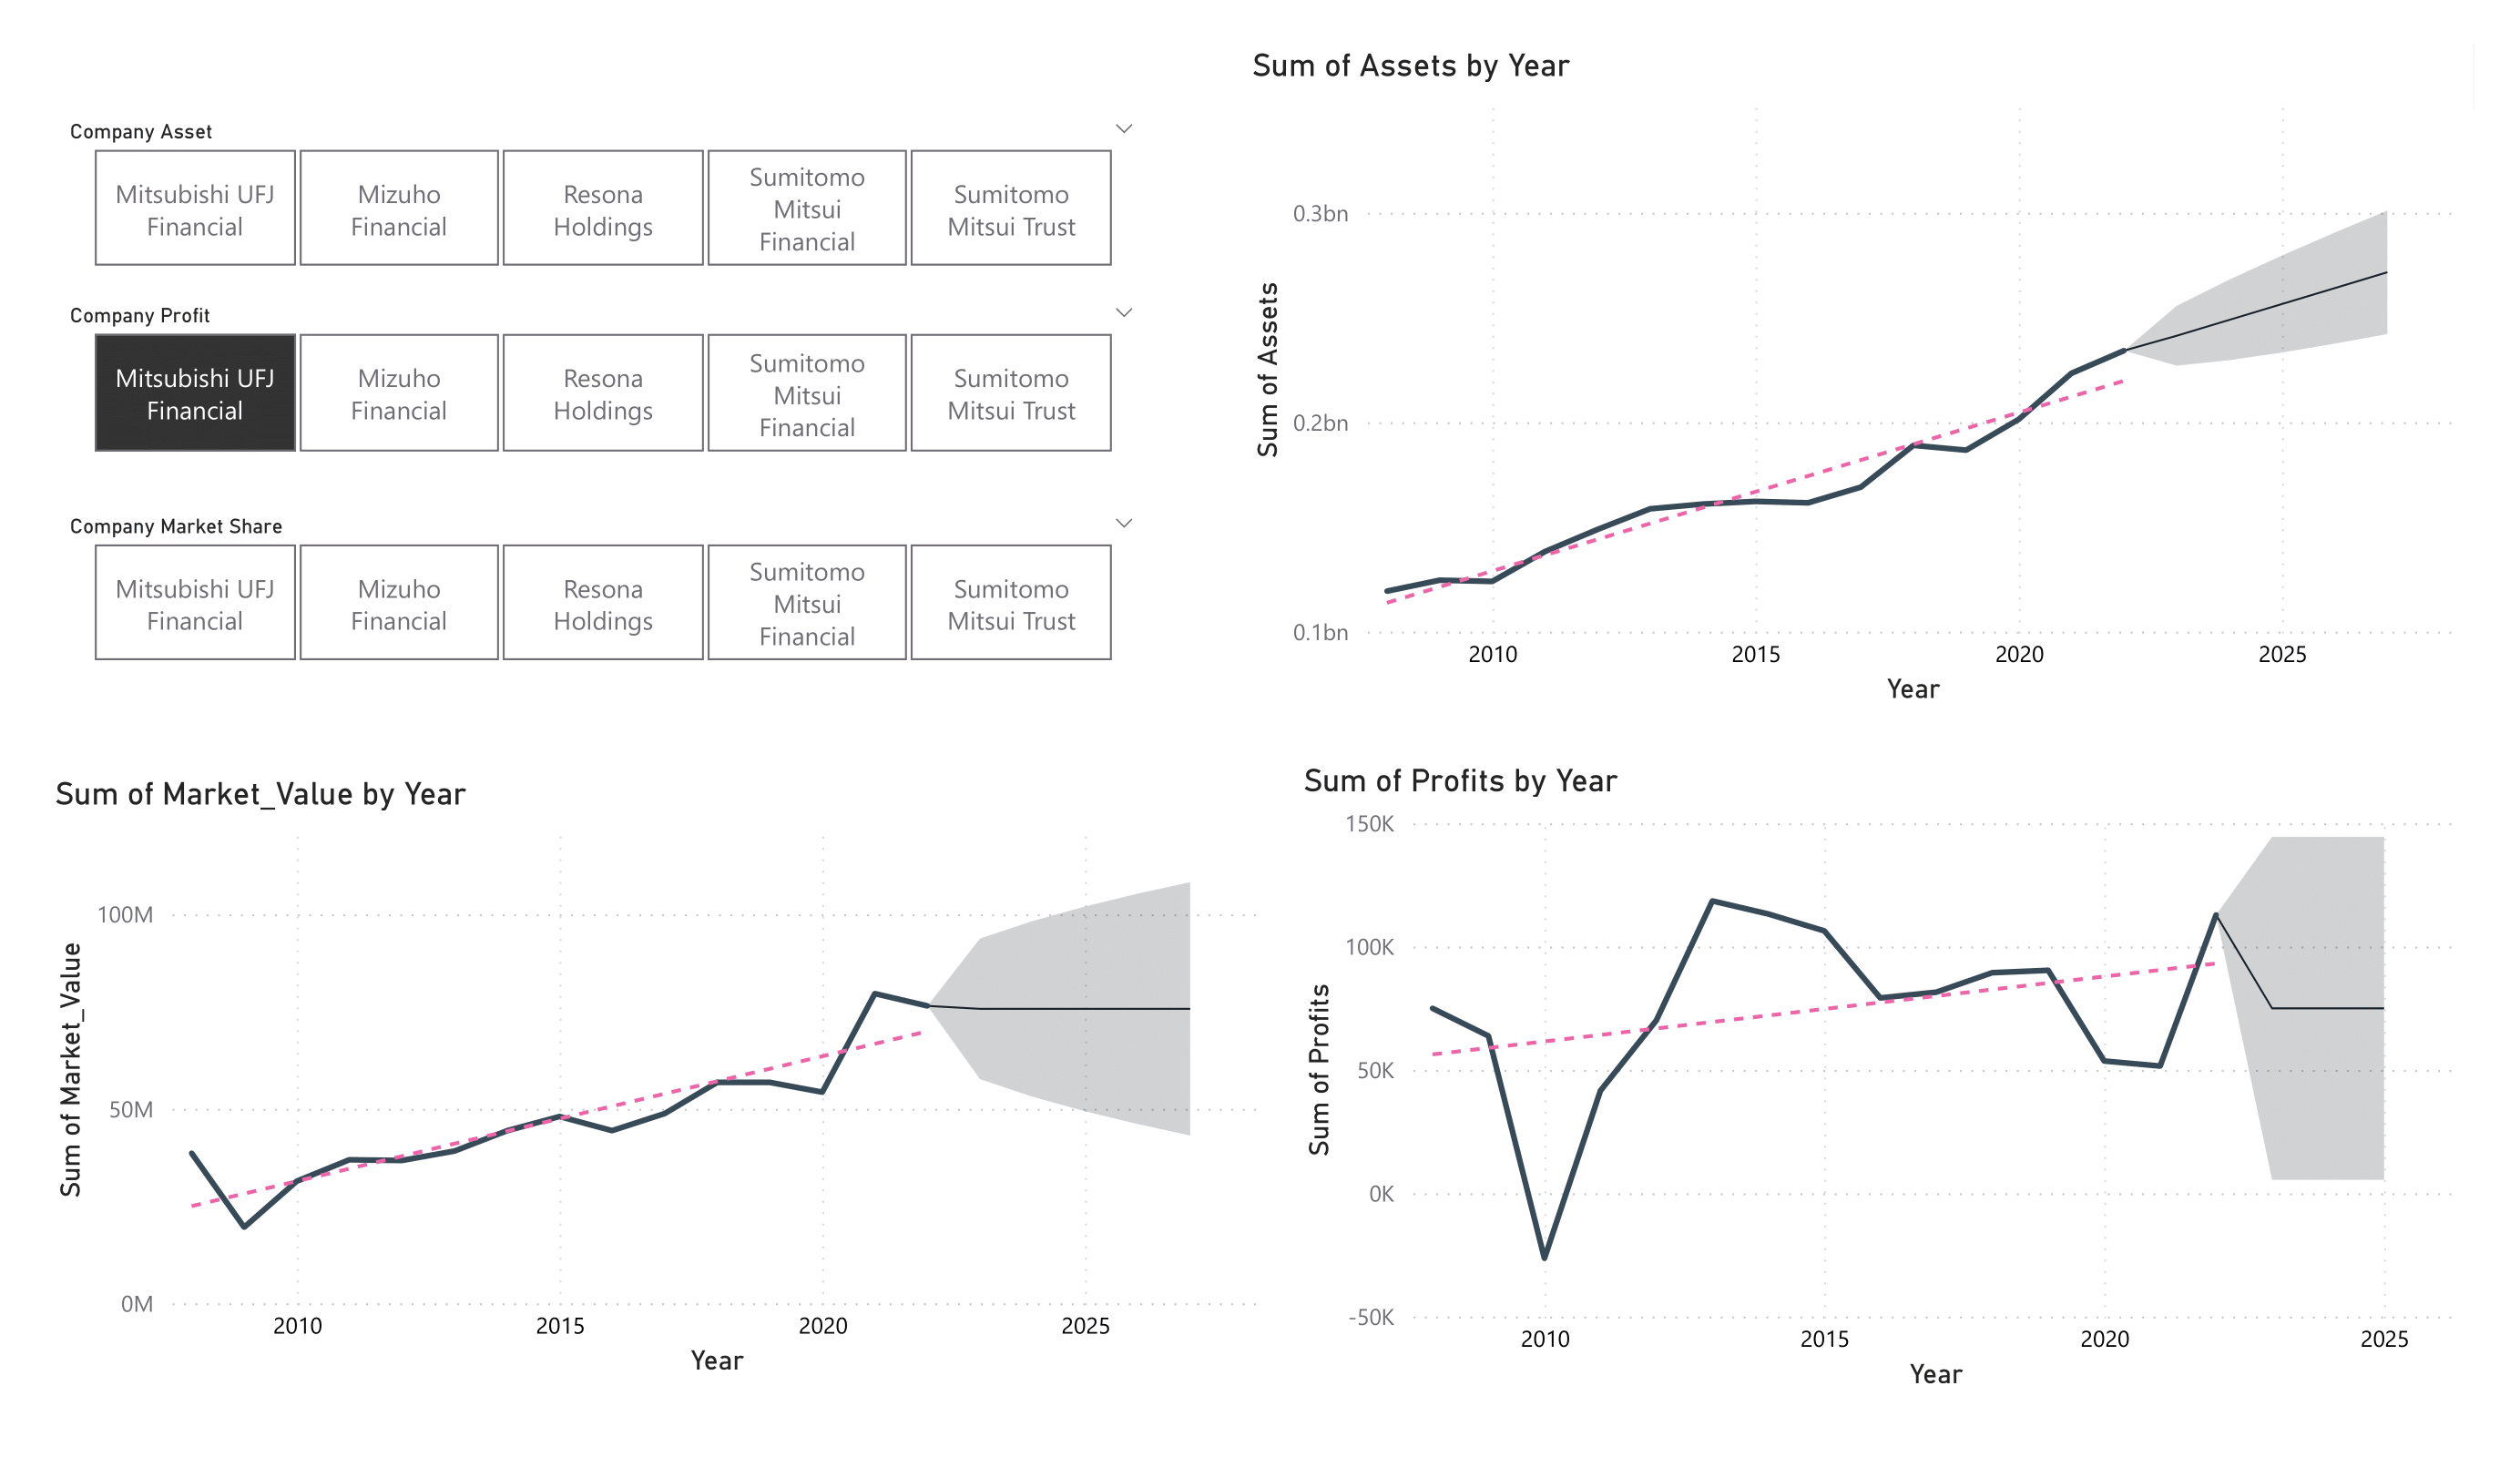 Company Asset
Mitsubishi UFJ
Financial
Mizuho
Financial
Resona
Holdings
Sumitomo
Mitsui
Financial
Sumitomo
Mitsui Trust
Company Profit
Mitsubishi UFJ
Financial
Mizuho
Financial
Resona
Holdings
Sumitomo
Mitsui
Financial
Sumitomo
Mitsui Trust
Company Market Share
Mitsubishi UFJ
Financial
Mizuho
Financial
Resona
Holdings
Sumitomo
Mitsui
Financial
Sumitomo
Mitsui Trust
Sum of Assets by Year
Sum of Assets
0.3bn
0.2bn
0.1bn
2010 2015 2020 2025
Year
Sum of Market_Value by Year
Sum of Market_Value
100M
50M
0M
2010 2015 2020 2025
Year
Sum of Profits by Year
Sum of Profits
150K
100K
50K
0K
-50K
2010 2015 2020 2025
Year